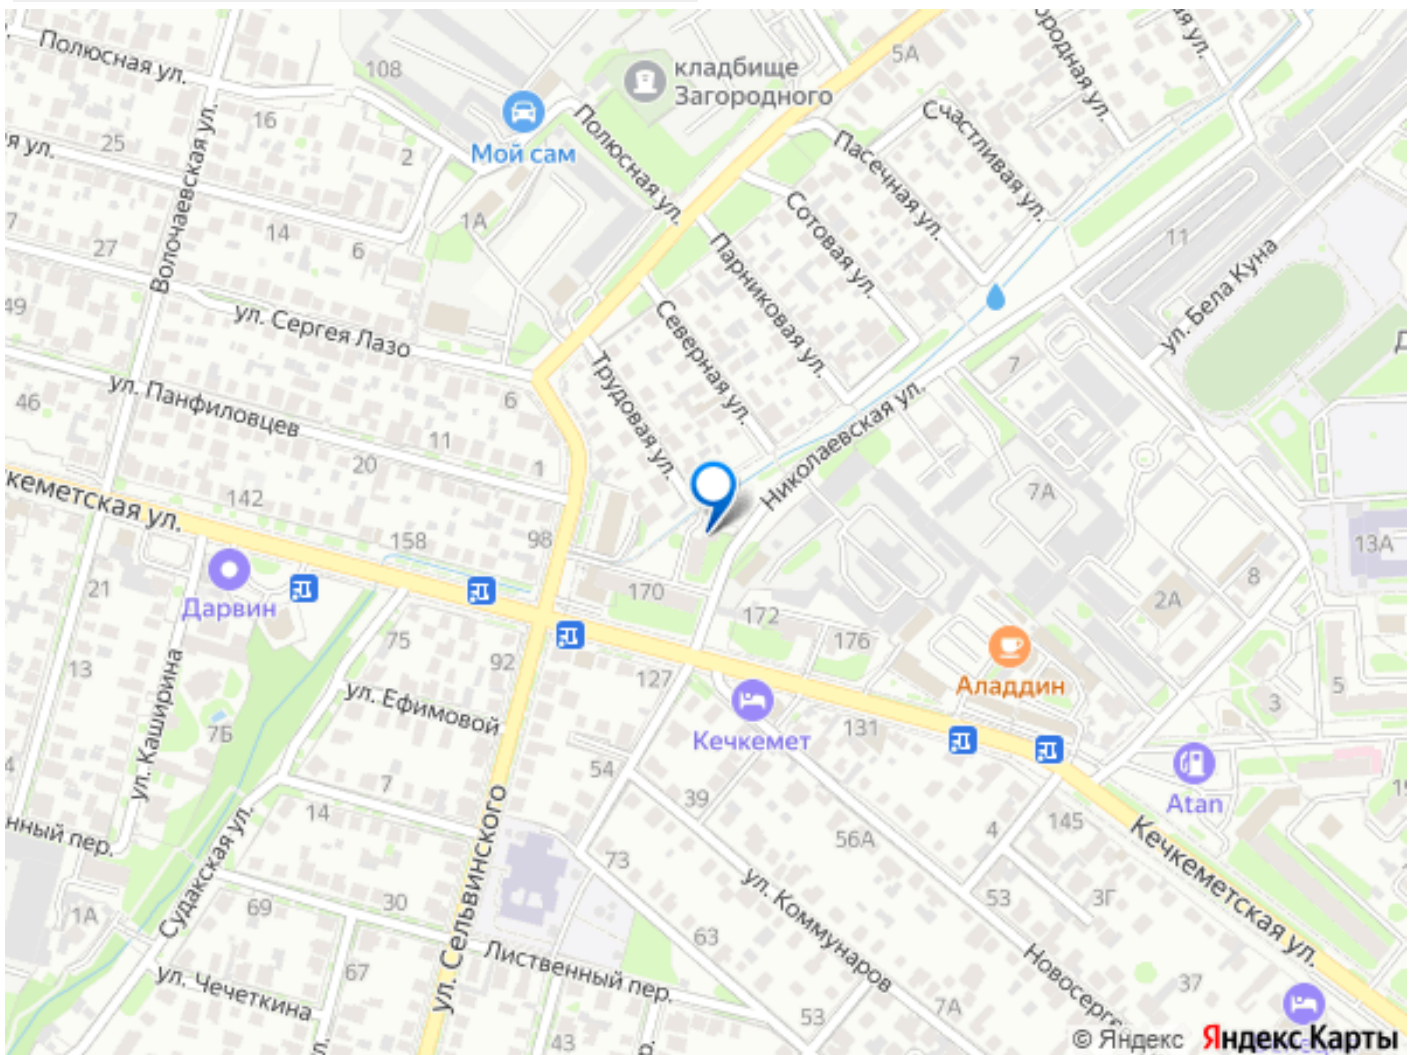 Полюсная ул.
108
кладбище
Загородного
5А
Счастливая ул.
Волочаевская ул.
16
25
2
Мой сам
Полюсная ул.
Пасечная ул.
я ул.
1А
Сотовая ул.
27
14
6
Парниковая ул.
11
ул. Бела Куна
49
ул. Сергея Лазо
Северная ул.
Трудовая ул.
7
6
ул. Панфиловцев
46
11
20
1
Николаевская ул.
7А
кеметская ул.
142
158
98
13А
21
Дарвин
170
172
176
8
2А
75
92
127
Аладдин
13
ул. Каширина
ул. Ефимовой
7Б
Кечкемет
131
3
5
54
39
Atan
7
14
ул. Сельвинского
56А
4
145
Кечкеметская ул.
нный пер.
Судакская ул.
73
ул. Коммунаров
53
3Г
1А
69
30
63
Лиственный пер.
67
ул. Чечеткина
Новосерг
37
7А
53
43
© Яндекс Яндекс Карты